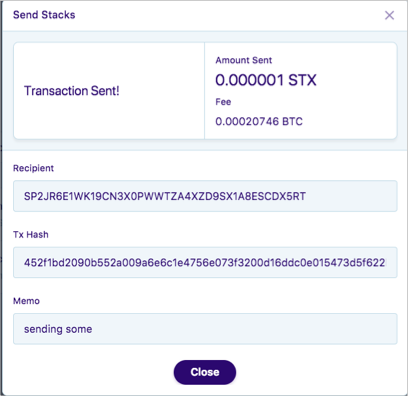 Send Stacks
Transaction Sent!
Amount Sent
0.000001 STX
Fee
0.00020746 BTC
Recipient
SP2JR6E1WK19CN3X0PWWTZA4XZD9SX1A8ESCDX5RT
Tx Hash
452f1bd2090b552a009a6e6c1e4756e073f3200d16ddc0e015473d5f622
Memo
sending some
Close